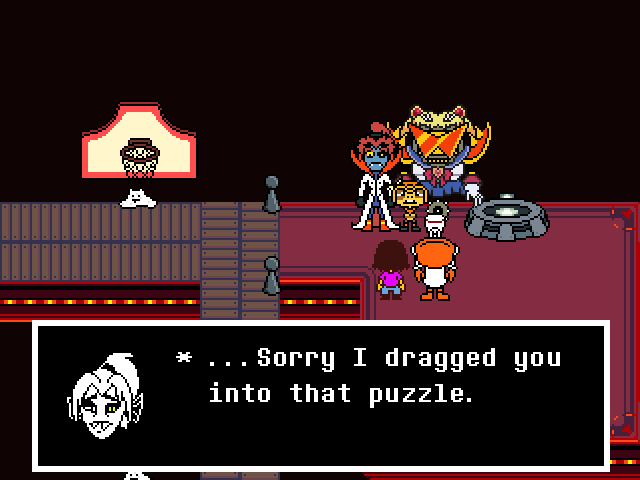 * ...Sorry I dragged you
into that puzzle.